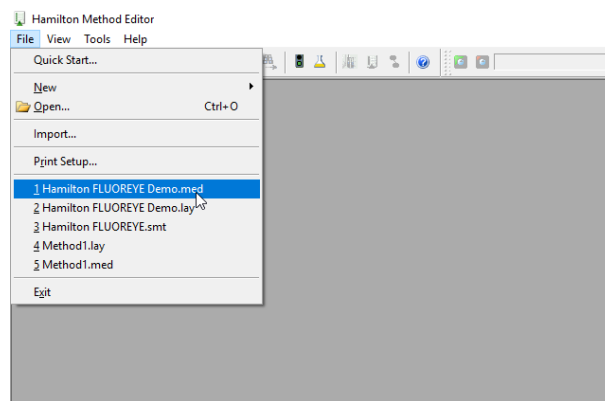 Hamilton Method Editor
File View Tools Help
Quick Start...
New
Open... Ctrl+O
Import...
Print Setup...
1 Hamilton FLUOREYE Demo.med
2 Hamilton FLUOREYE Demo.lay
3 Hamilton FLUOREYE.smt
4 Method1.lay
5 Method1.med
Exit